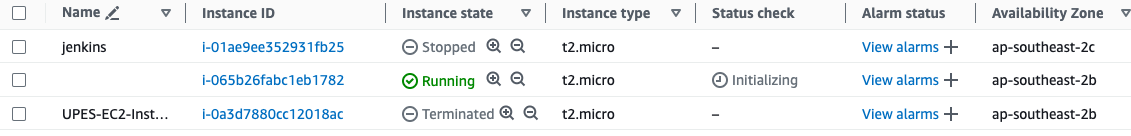 Name Instance ID Instance state Instance type Status check Alarm status Availability Zone
jenkins i-01ae9ee352931fb25 Stopped t2.micro – View alarms + ap-southeast-2c
i-065b26fabc1eb1782 Running t2.micro Initializing View alarms + ap-southeast-2b
UPES-EC2-Inst... i-0a3d7880cc12018ac Terminated t2.micro – View alarms + ap-southeast-2b